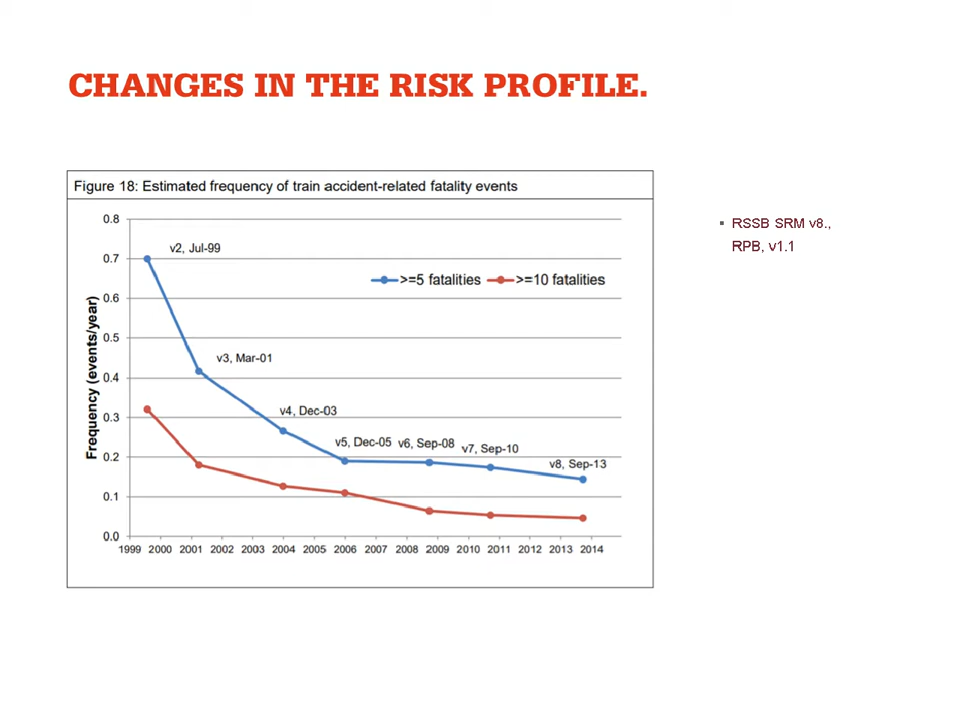 CHANGES IN THE RISK PROFILE.
Figure 18: Estimated frequency of train accident-related fatality events
RSSB SRM v8.,
RPB, v1.1
Frequency (events/year)
0.8
0.7
0.6
0.5
0.4
0.3
0.2
0.1
0.0
v2, Jul-99
>=5 fatalities >=10 fatalities
v3, Mar-01
v4, Dec-03
v5, Dec-05 v6, Sep-08 v7, Sep-10
v8, Sep-13
1999 2000 2001 2002 2003 2004 2005 2006 2007 2008 2009 2010 2011 2012 2013 2014